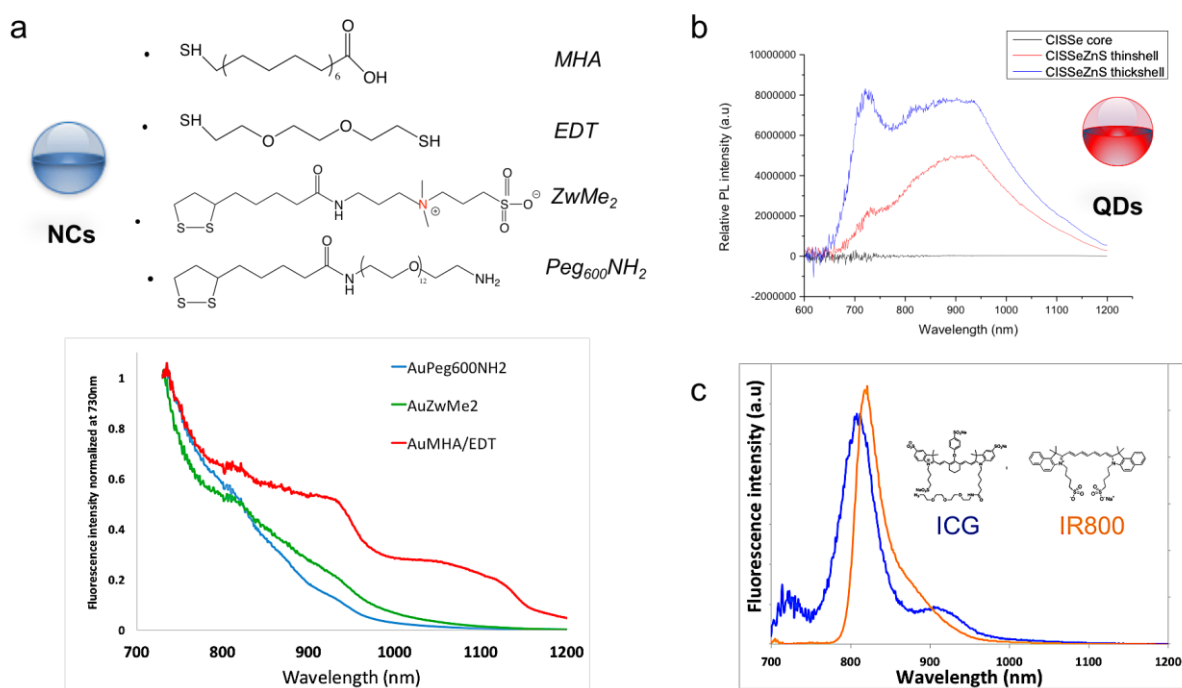 a
SH
O
OH
6
MHA
SH
O
O
SH
EDT
NCs
S
S
O
N
H
N
⊕
O
S
O
O
⊖
ZwMe2
S
S
O
N
H
O
12
NH2
Peg600NH2
Fluorescence intensity normalized at 730nm
1
0.8
0.6
0.4
0.2
0
AuPeg600NH2
AuZwMe2
AuMHA/EDT
700 800 900 1000 1100 1200
Wavelength (nm)
b
CISSe core
CISSeZnS thinshell
CISSeZnS thickshell
Relative PL intensity (a.u)
10000000
8000000
6000000
4000000
2000000
0
-2000000
QDs
600 700 800 900 1000 1100 1200
Wavelength (nm)
c
Fluorescence intensity (a.u)
ICG
IR800
700 800 900 1000 1100 1200
Wavelength (nm)